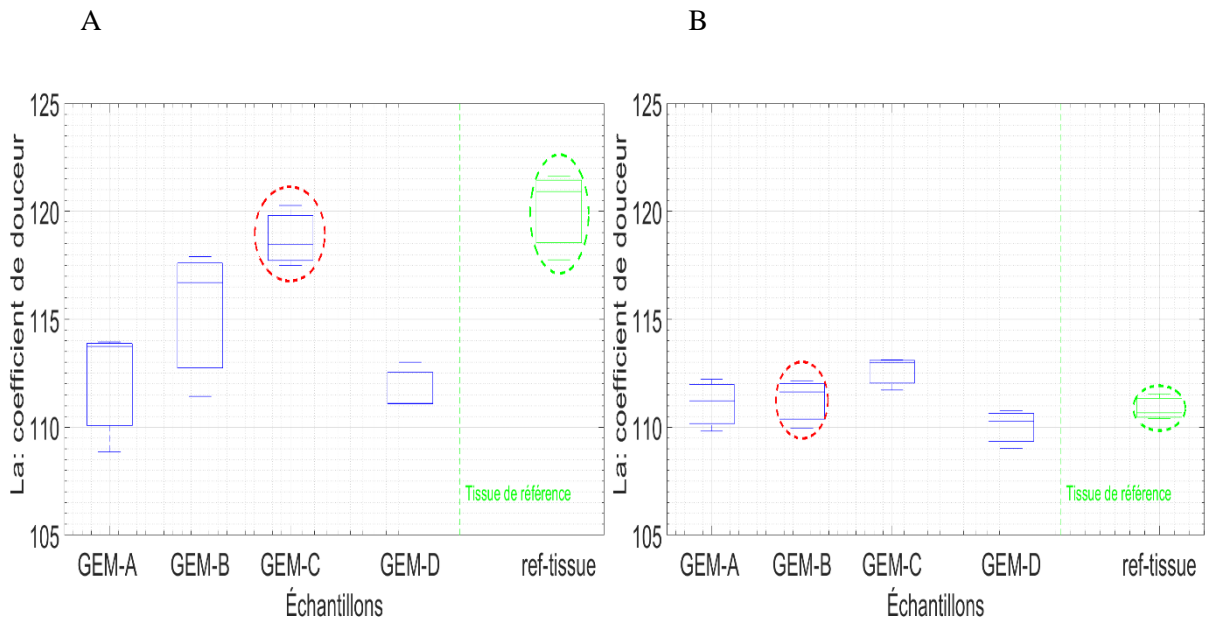 A
B
La: coefficient de douceur
125
120
115
110
105
GEM-A
GEM-B
GEM-C
GEM-D
ref-tissue
Échantillons
Tissue de référence
La: coefficient de douceur
125
120
115
110
105
GEM-A
GEM-B
GEM-C
GEM-D
ref-tissue
Échantillons
Tissue de référence